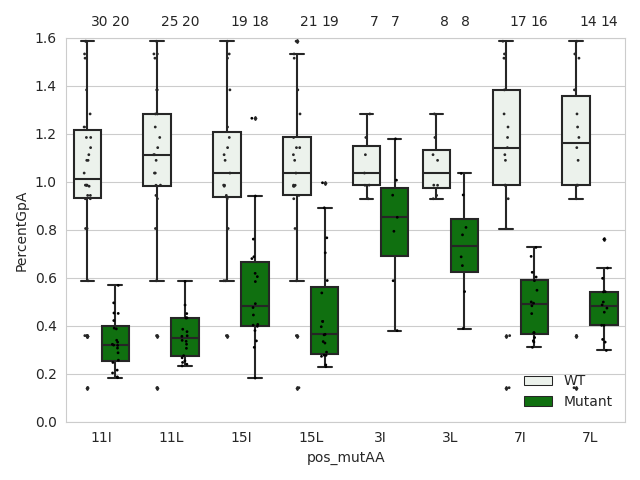 30 20 25 20 19 18 21 19 7 7 8 8 17 16 14 14
1.6
1.4
1.2
1.0
0.8
0.6
0.4
0.2
0.0
PercentGpA
WT
Mutant
11I 11L 15I 15L 3I 3L 7I 7L
pos_mutAA